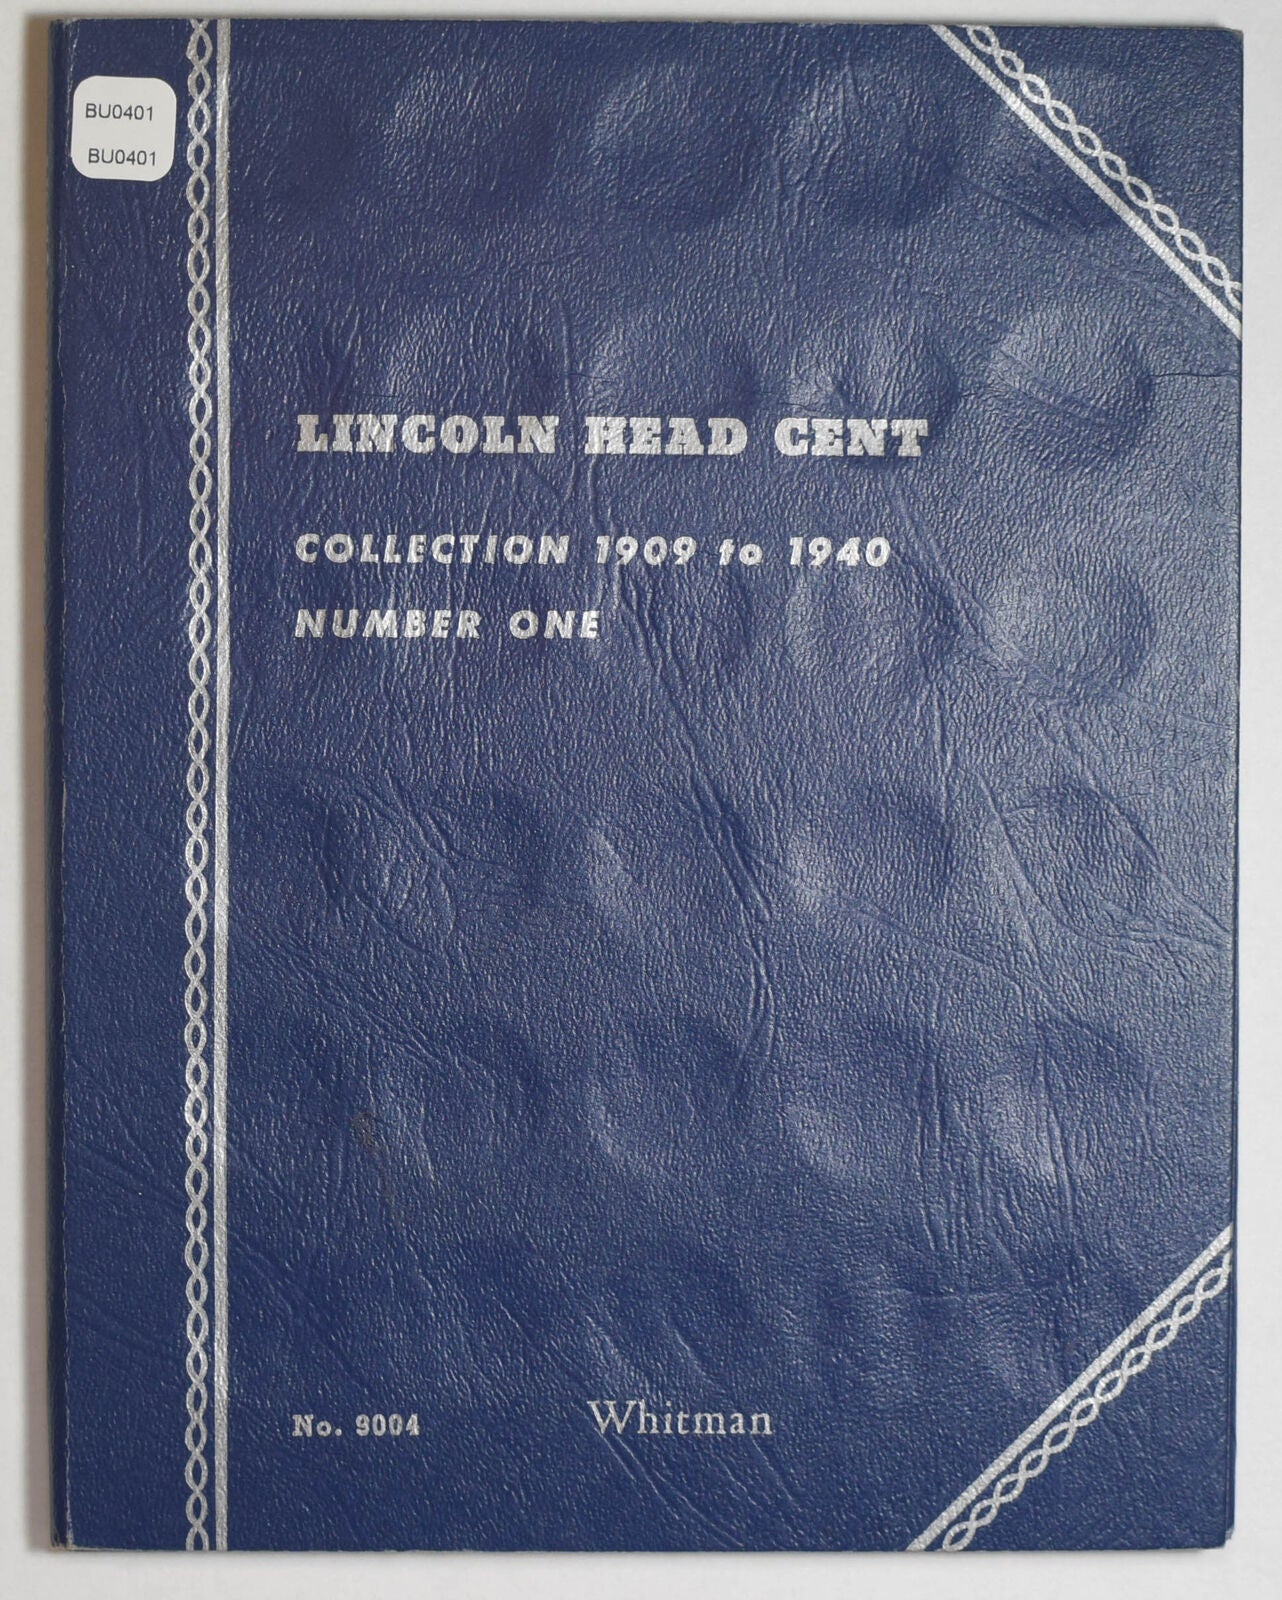 BU0401
BU0401
LINCOLN HEAD CENT
COLLECTION 1909 to 1940
NUMBER ONE
No. 9004
Whitman